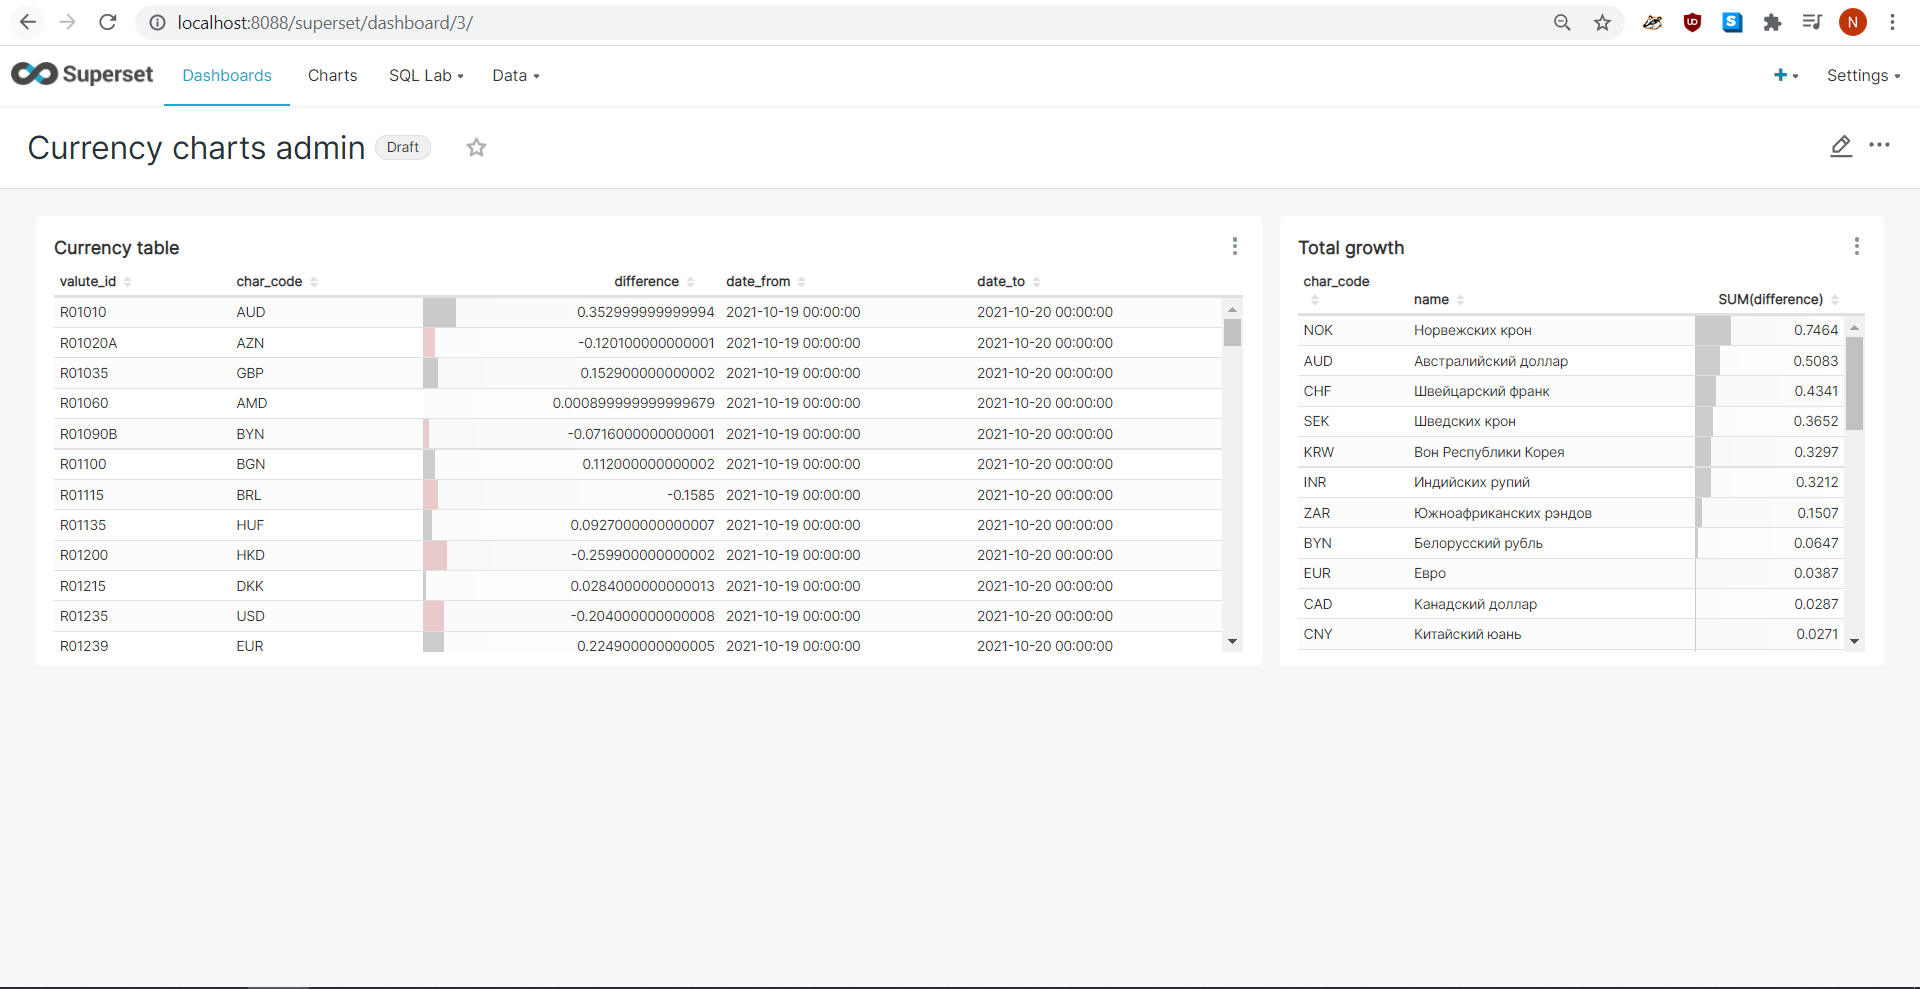 localhost:8088/superset/dashboard/3/
N
Superset Dashboards Charts SQL Lab Data + Settings
Currency charts admin Draft
Currency table
valute_id char_code difference date_from date_to
R01010 AUD 0.352999999999994 2021-10-19 00:00:00 2021-10-20 00:00:00
R01020A AZN -0.120100000000001 2021-10-19 00:00:00 2021-10-20 00:00:00
R01035 GBP 0.152900000000002 2021-10-19 00:00:00 2021-10-20 00:00:00
R01060 AMD 0.000899999999999679 2021-10-19 00:00:00 2021-10-20 00:00:00
R01090B BYN -0.0716000000000001 2021-10-19 00:00:00 2021-10-20 00:00:00
R01100 BGN 0.112000000000002 2021-10-19 00:00:00 2021-10-20 00:00:00
R01115 BRL -0.1585 2021-10-19 00:00:00 2021-10-20 00:00:00
R01135 HUF 0.0927000000000007 2021-10-19 00:00:00 2021-10-20 00:00:00
R01200 HKD -0.259900000000002 2021-10-19 00:00:00 2021-10-20 00:00:00
R01215 DKK 0.0284000000000013 2021-10-19 00:00:00 2021-10-20 00:00:00
R01235 USD -0.204000000000008 2021-10-19 00:00:00 2021-10-20 00:00:00
R01239 EUR 0.224900000000005 2021-10-19 00:00:00 2021-10-20 00:00:00
Total growth
char_code name SUM(difference)
NOK Норвежских крон 0.7464
AUD Австралийский доллар 0.5083
CHF Швейцарский франк 0.4341
SEK Шведских крон 0.3652
KRW Вон Республики Корея 0.3297
INR Индийских рупий 0.3212
ZAR Южноафриканских рэндов 0.1507
BYN Белорусский рубль 0.0647
EUR Евро 0.0387
CAD Канадский доллар 0.0287
CNY Китайский юань 0.0271